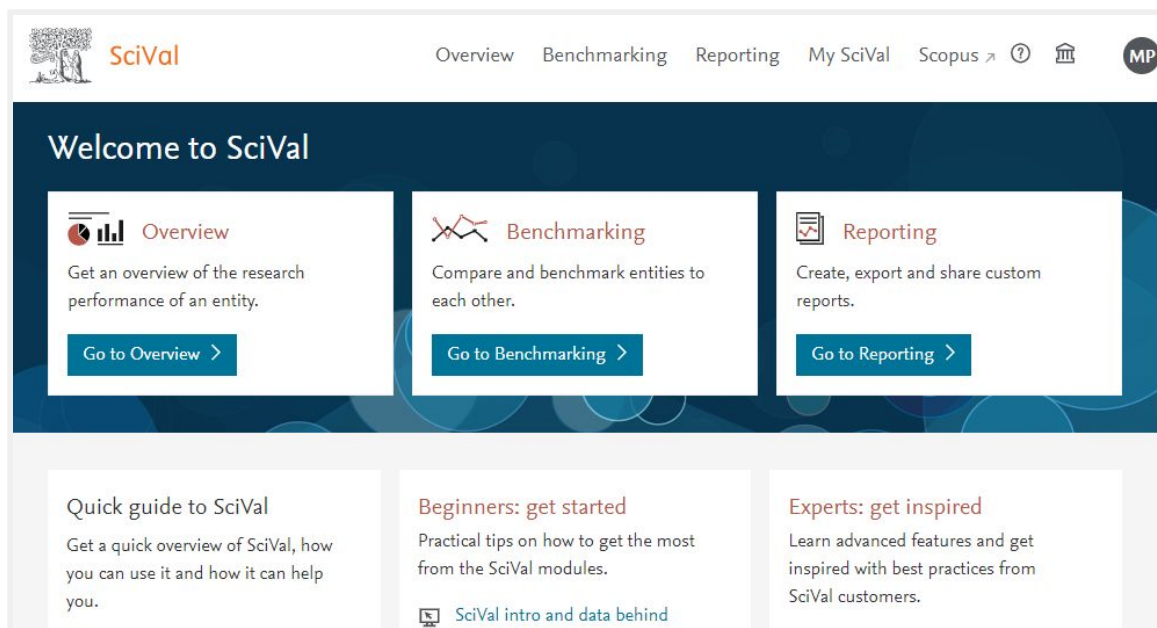 SciVal
Overview Benchmarking Reporting My SciVal Scopus ↗ ? MP
Welcome to SciVal
Overview
Get an overview of the research
performance of an entity.
Go to Overview >
Benchmarking
Compare and benchmark entities to
each other.
Go to Benchmarking >
Reporting
Create, export and share custom
reports.
Go to Reporting >
Quick guide to SciVal
Get a quick overview of SciVal, how
you can use it and how it can help
you.
Beginners: get started
Practical tips on how to get the most
from the SciVal modules.
SciVal intro and data behind
Experts: get inspired
Learn advanced features and get
inspired with best practices from
SciVal customers.